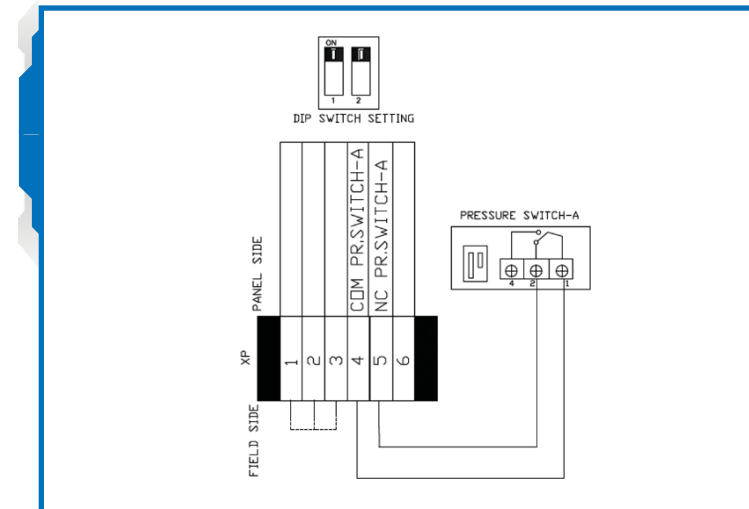 ON
1 2
DIP SWITCH SETTING
COM PR.SWITCH-A
NC PR.SWITCH-A
PANEL SIDE
PRESSURE SWITCH-A
4 2 1
XP
1 2 3 4 5 6
FIELD SIDE